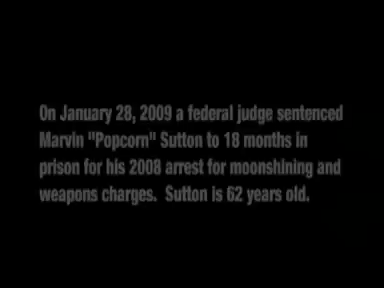 On January 28, 2009 a federal judge sentenced
Marvin "Popcorn" Sutton to 18 months in
prison for his 2008 arrest for moonshining and
weapons charges.  Sutton is 62 years old.